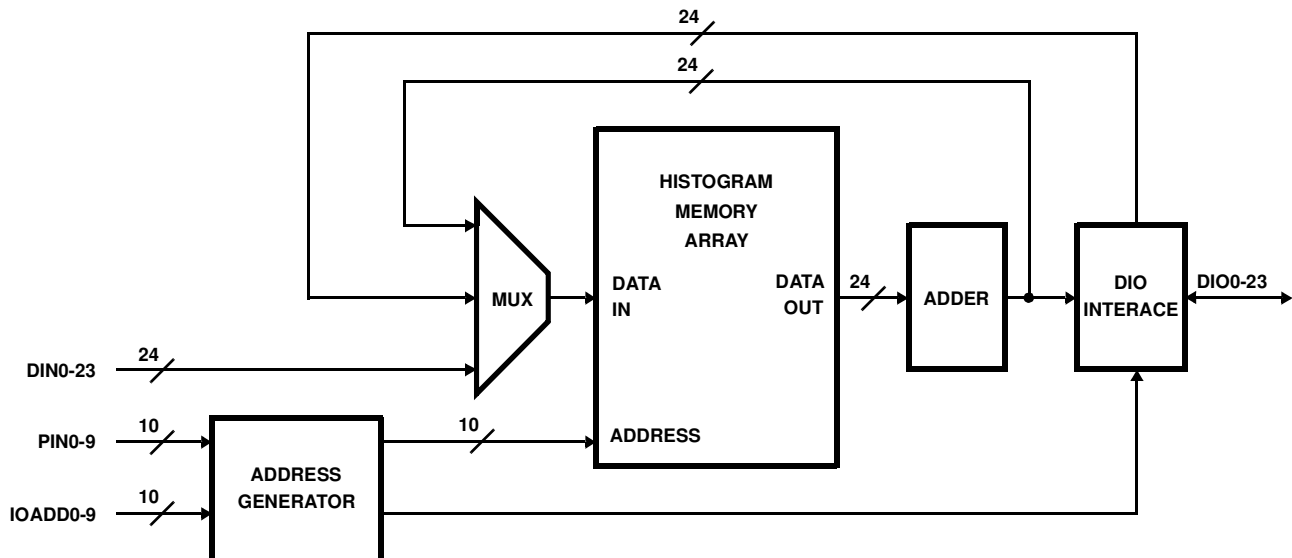 24
24
HISTOGRAM
MEMORY
ARRAY
MUX
DATA
IN
DATA
OUT
24
ADDER
DIO
INTERACE
DIO0-23
DIN0-23
24
PIN0-9
10
10
ADDRESS
ADDRESS
GENERATOR
IOADD0-9
10